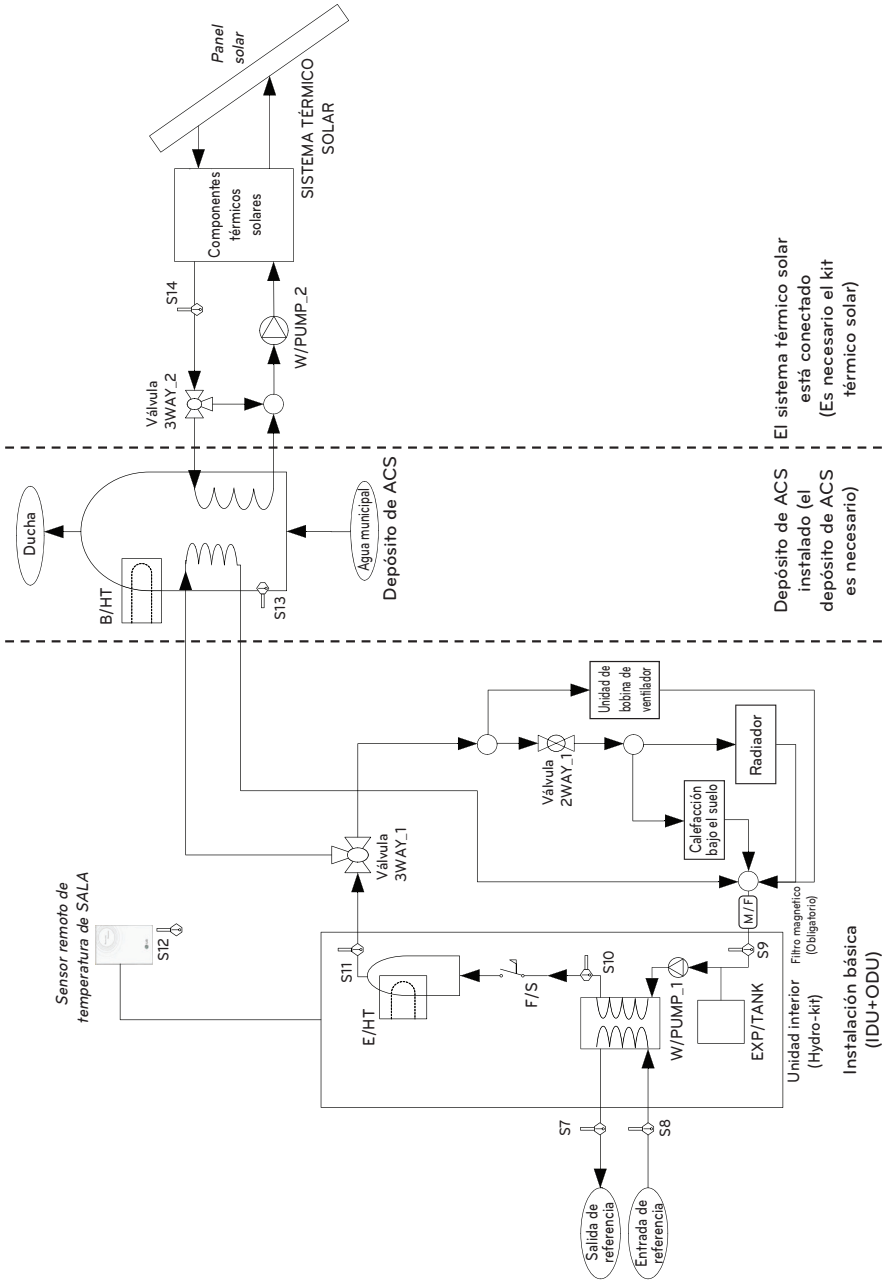 Panel
solar
SISTEMA TÉRMICO
SOLAR
Componentes
térmicos
solares
S14
W/PUMP_2
Válvula
3WAY_2
El sistema térmico solar
está conectado
(Es necesario el kit
térmico solar)
Ducha
B/HT
S13
Agua municipal
Depósito de ACS
Depósito de ACS
instalado (el
depósito de ACS
es necesario)
Unidad de
bobina de
ventilador
Válvula
2WAY_1
Radiador
Calefacción
bajo el suelo
Válvula
3WAY_1
Sensor remoto de
temperatura de SALA
S12
LG
S11
E/HT
F/S
S10
W/PUMP_1
EXP/TANK
S9
M/F
Filtro magnetico
(Obligatorio)
Unidad interior
(Hydro-kit)
Instalación básica
(IDU+ODU)
S7
S8
Salida de
referencia
Entrada de
referencia